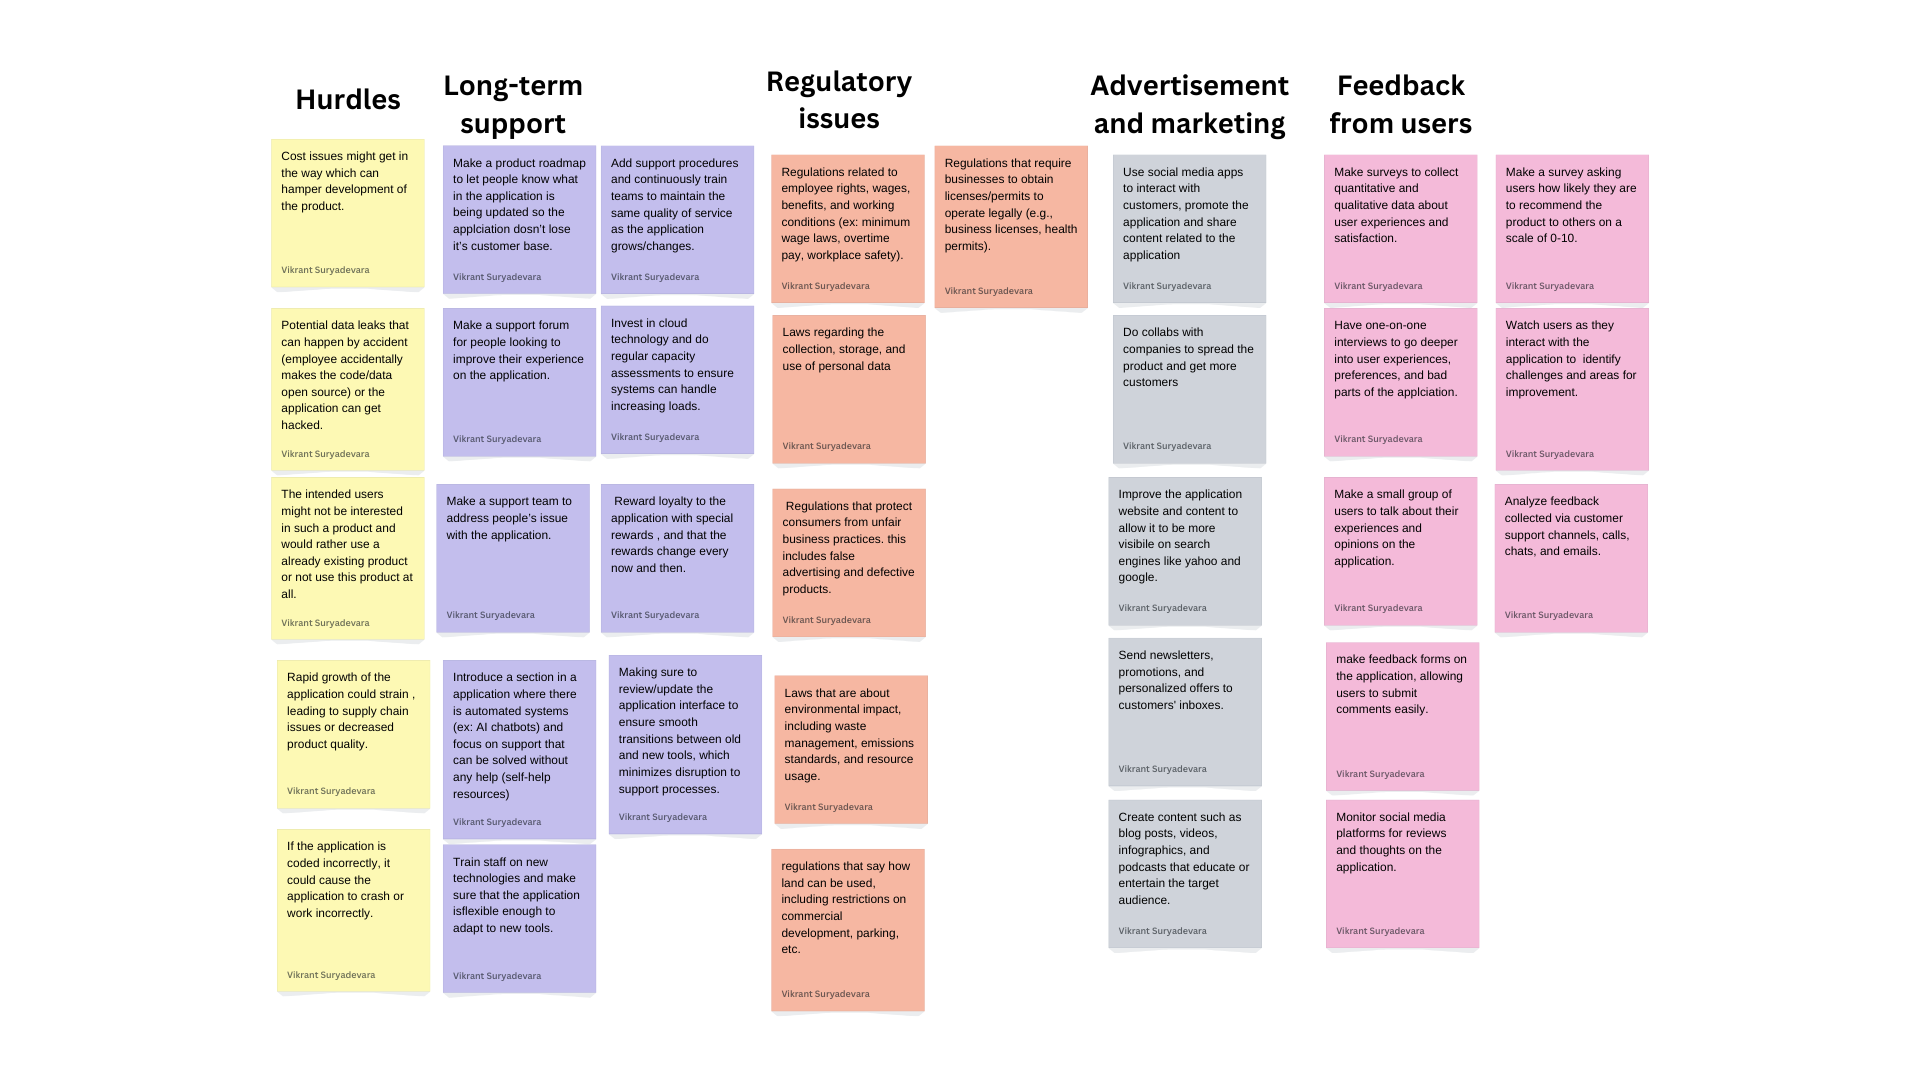 Hurdles
Cost issues might get in
the way which can
hamper development of
the product.
Vikrant Suryadevara
Potential data leaks that
can happen by accident
(employee accidentally
makes the code/data
open source) or the
application can get
hacked.
Vikrant Suryadevara
The intended users
might not be interested
in such a product and
would rather use a
already existing product
or not use this product at
all.
Vikrant Suryadevara
Rapid growth of the
application could strain ,
leading to supply chain
issues or decreased
product quality.
Vikrant Suryadevara
If the application is
coded incorrectly, it
could cause the
application to crash or
work incorrectly.
Vikrant Suryadevara
Long-term
support
Make a product roadmap
to let people know what
in the application is
being updated so the
applciation dosn't lose
it's customer base.
Vikrant Suryadevara
Make a support forum
for people looking to
improve their experience
on the application.
Vikrant Suryadevara
Make a support team to
address people's issue
with the application.
Vikrant Suryadevara
Introduce a section in a
application where there
is automated systems
(ex: AI chatbots) and
focus on support that
can be solved without
any help (self-help
resources)
Vikrant Suryadevara
Train staff on new
technologies and make
sure that the application
isflexible enough to
adapt to new tools.
Vikrant Suryadevara
Add support procedures
and continuously train
teams to maintain the
same quality of service
as the application
grows/changes.
Vikrant Suryadevara
Invest in cloud
technology and do
regular capacity
assessments to ensure
systems can handle
increasing loads.
Vikrant Suryadevara
Reward loyalty to the
application with special
rewards , and that the
rewards change every
now and then.
Vikrant Suryadevara
Making sure to
review/update the
application interface to
ensure smooth
transitions between old
and new tools, which
minimizes disruption to
support processes.
Vikrant Suryadevara
Regulatory
issues
Regulations related to
employee rights, wages,
benefits, and working
conditions (ex: minimum
wage laws, overtime
pay, workplace safety).
Vikrant Suryadevara
Laws regarding the
collection, storage, and
use of personal data
Vikrant Suryadevara
Regulations that protect
consumers from unfair
business practices. this
includes false
advertising and defective
products.
Vikrant Suryadevara
Laws that are about
environmental impact,
including waste
management, emissions
standards, and resource
usage.
Vikrant Suryadevara
regulations that say how
land can be used,
including restrictions on
commercial
development, parking,
etc.
Vikrant Suryadevara
Regulations that require
businesses to obtain
licenses/permits to
operate legally (e.g.,
business licenses, health
permits).
Vikrant Suryadevara
Advertisement
and marketing
Use social media apps
to interact with
customers, promote the
application and share
content related to the
application
Vikrant Suryadevara
Do collabs with
companies to spread the
product and get more
customers
Vikrant Suryadevara
Improve the application
website and content to
allow it to be more
visibile on search
engines like yahoo and
google.
Vikrant Suryadevara
Send newsletters,
promotions, and
personalized offers to
customers' inboxes.
Vikrant Suryadevara
Create content such as
blog posts, videos,
infographics, and
podcasts that educate or
entertain the target
audience.
Vikrant Suryadevara
Feedback
from users
Make surveys to collect
quantitative and
qualitative data about
user experiences and
satisfaction.
Vikrant Suryadevara
Have one-on-one
interviews to go deeper
into user experiences,
preferences, and bad
parts of the applciation.
Vikrant Suryadevara
Make a small group of
users to talk about their
experiences and
opinions on the
application.
Vikrant Suryadevara
make feedback forms on
the application, allowing
users to submit
comments easily.
Vikrant Suryadevara
Monitor social media
platforms for reviews
and thoughts on the
application.
Vikrant Suryadevara
Make a survey asking
users how likely they are
to recommend the
product to others on a
scale of 0-10.
Vikrant Suryadevara
Watch users as they
interact with the
application to  identify
challenges and areas for
improvement.
Vikrant Suryadevara
Analyze feedback
collected via customer
support channels, calls,
chats, and emails.
Vikrant Suryadevara